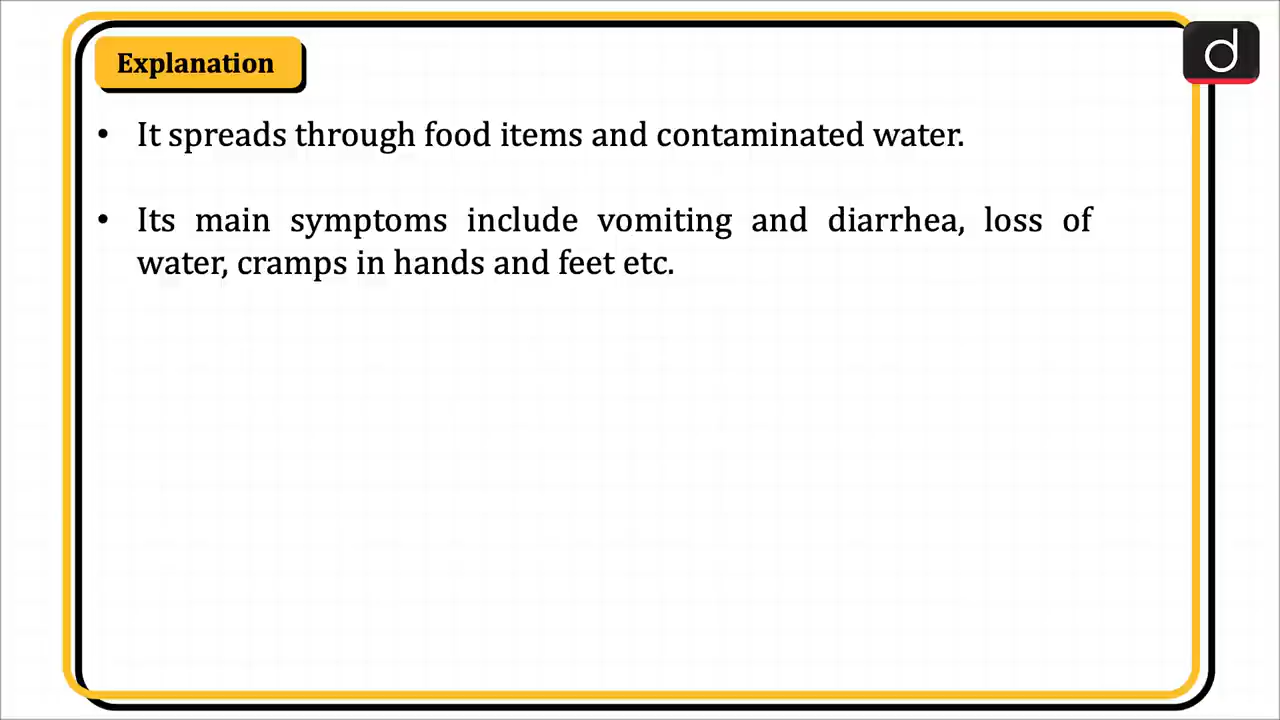 Explanation
• It spreads through food items and contaminated water.
• Its main symptoms include vomiting and diarrhea, loss of
water, cramps in hands and feet etc.
d